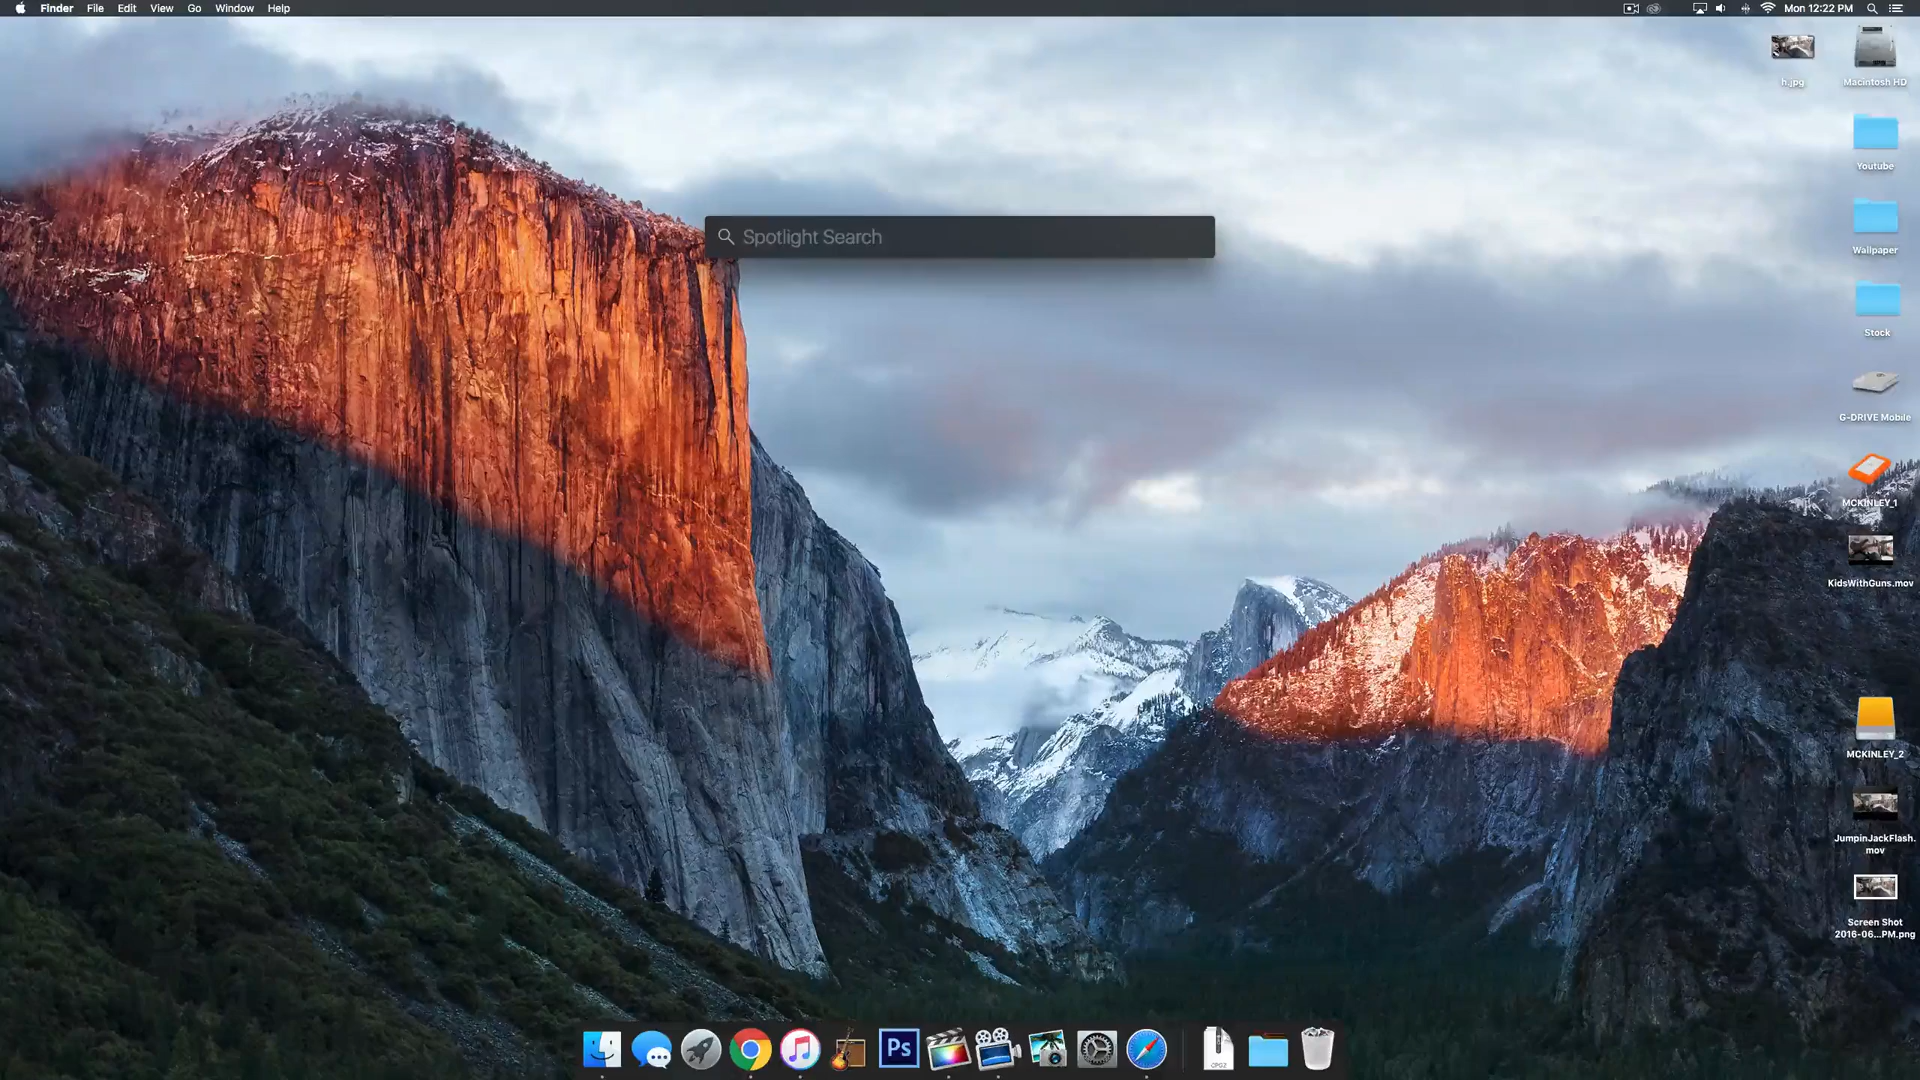 Finder File Edit View Go Window Help
Mon 12:22 PM
h.jpg
Macintosh HD
Youtube
Wallpaper
Stock
G-DRIVE Mobile
MCKINLEY_1
KidsWithGuns.mov
MCKINLEY_2
JumpinJackFlash.
mov
Screen Shot
2016-06...PM.png
Spotlight Search
Ps
CPGZ